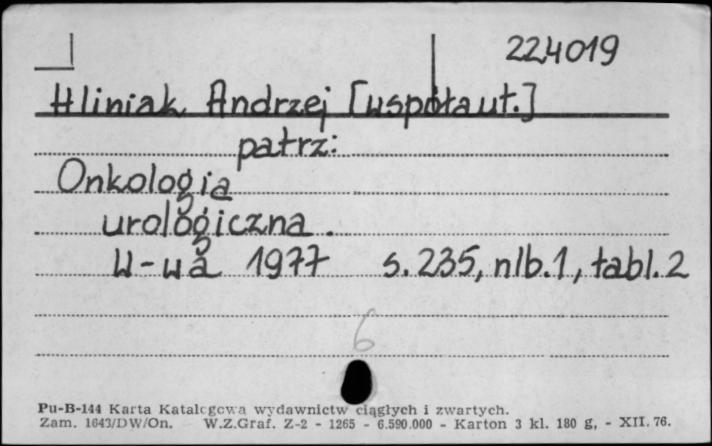 224019
Hliniak Andrzej [współaut.]
patrz:
Onkologia
urologiczna.
W-wa 1977 s. 235, nlb. 1, tabl. 2
6
Pu-B-144 Karta Katalogowa wydawnictw ciągłych i zwartych.
Zam. 1643/DW/On. W.Z.Graf. Z-2 - 1265 - 6.590.000 - Karton 3 kl. 180 g, - XII. 76.